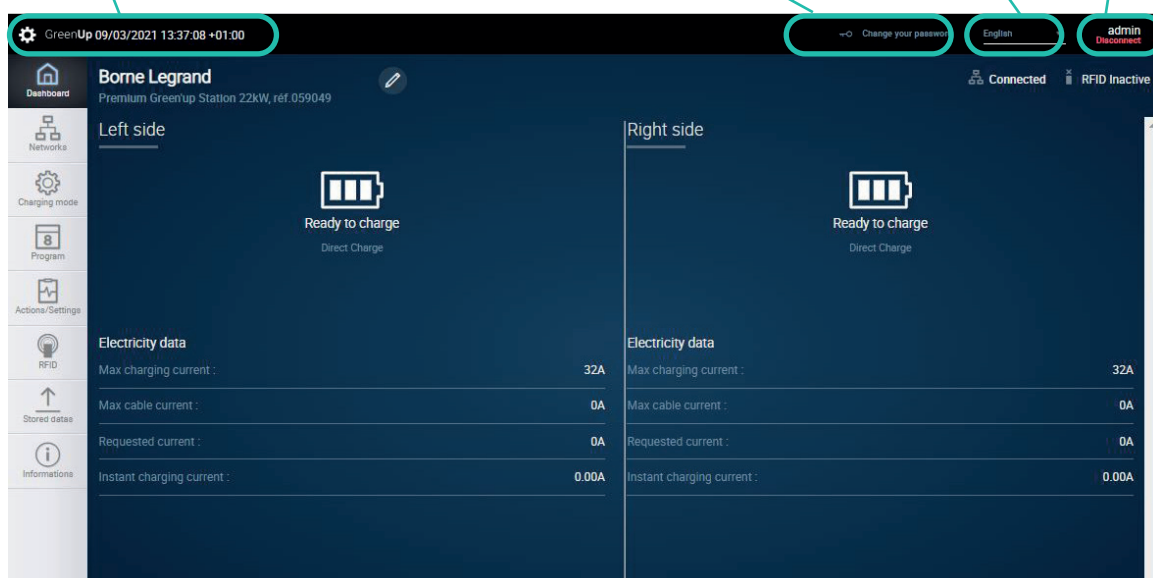 GreenUp 09/03/2021 13:37:08 +01:00
Change your password
English
admin
Disconnect
Dashboard
Borne Legrand
Premium Green'up Station 22kW, réf.059049
Connected
RFID Inactive
Networks
Charging mode
8
Program
Actions/Settings
RFID
Stored datas
Informations
Left side
Ready to charge
Direct Charge
Electricity data
Max charging current : 32A
Max cable current : 0A
Requested current : 0A
Instant charging current : 0.00A
Right side
Ready to charge
Direct Charge
Electricity data
Max charging current : 32A
Max cable current : 0A
Requested current : 0A
Instant charging current : 0.00A